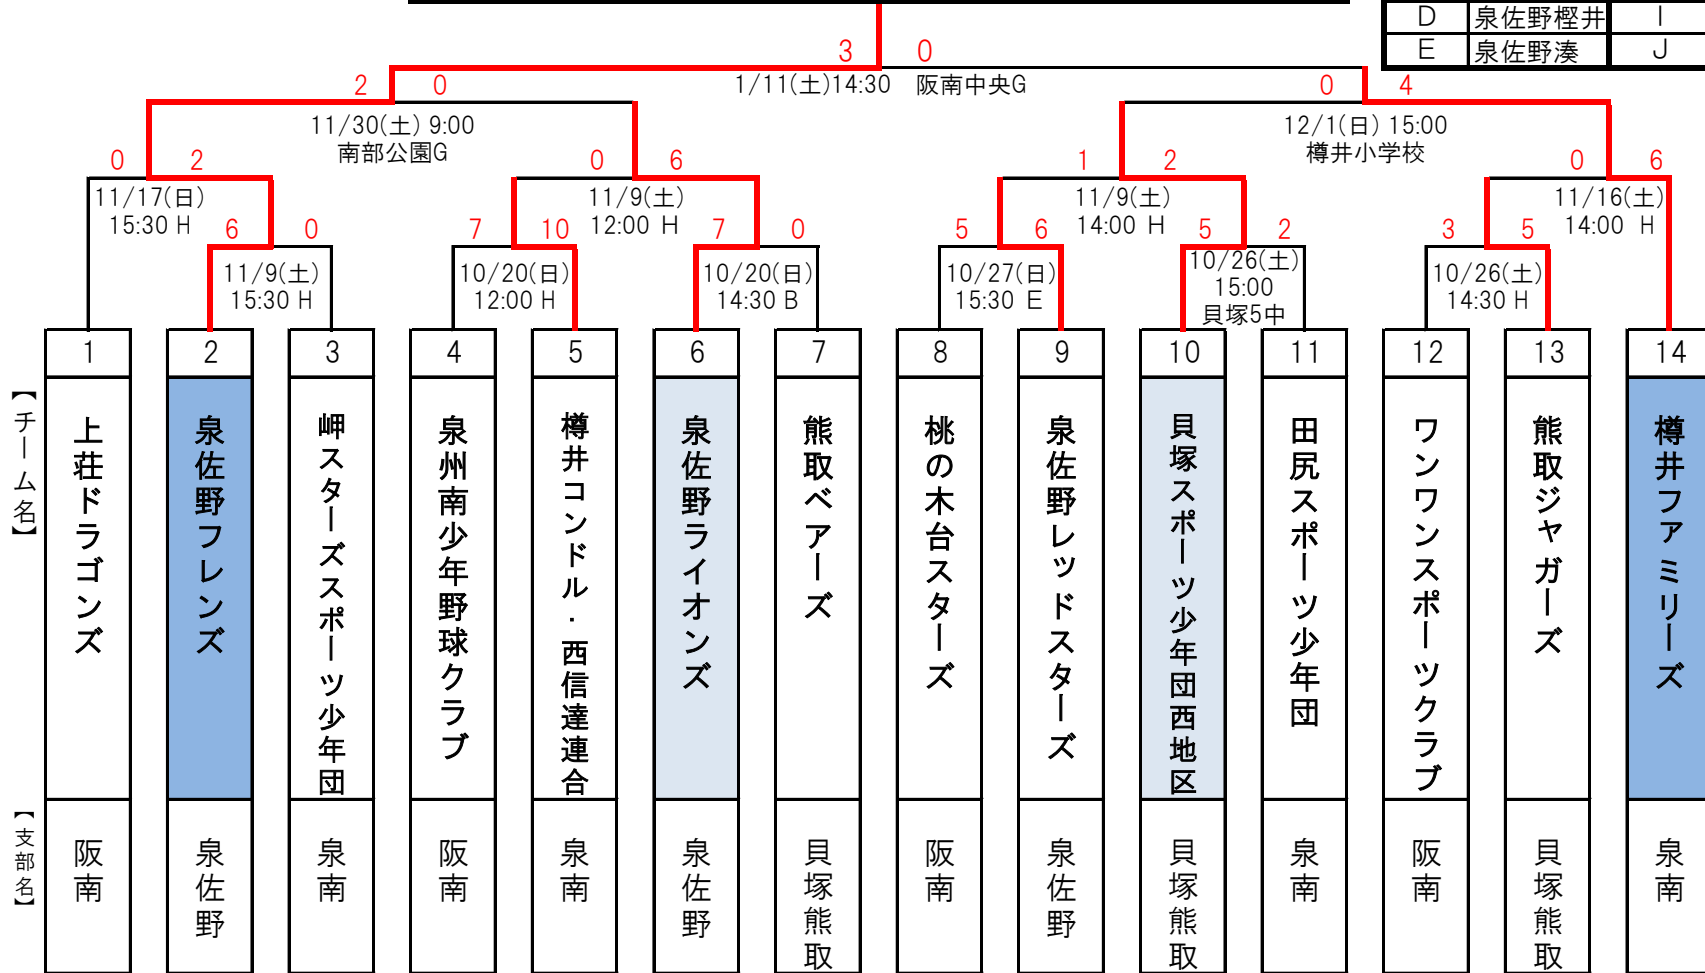 D 泉佐野樫井 I
E 泉佐野湊 J
3 0
1/11(土)14:30 阪南中央G
2 0
0 4
11/30(土) 9:00
南部公園G
12/1(日) 15:00
樽井小学校
0 2
0 6
1 2
0 6
11/17(日)
15:30 H
11/9(土)
12:00 H
11/9(土)
14:00 H
11/16(土)
14:00 H
6 0
7 10
7 0
5 6
5 2
3 5
11/9(土)
15:30 H
10/20(日)
12:00 H
10/20(日)
14:30 B
10/27(日)
15:30 E
10/26(土)
15:00
貝塚5中
10/26(土)
14:30 H
1 2 3 4 5 6 7 8 9 10 11 12 13 14
【チーム名】
上荘ドラゴンズ
泉佐野フレンズ
岬スターズスポーツ少年団
泉州南少年野球クラブ
樽井コンドル・西信達連合
泉佐野ライオンズ
熊取ベアーズ
桃の木台スターズ
泉佐野レッドスターズ
貝塚スポーツ少年団西地区
田尻スポーツ少年団
ワンワンスポーツクラブ
熊取ジャガーズ
樽井ファミリーズ
【支部名】
阪南
泉佐野
泉南
阪南
泉南
泉佐野
貝塚熊取
阪南
泉佐野
貝塚熊取
泉南
阪南
貝塚熊取
泉南